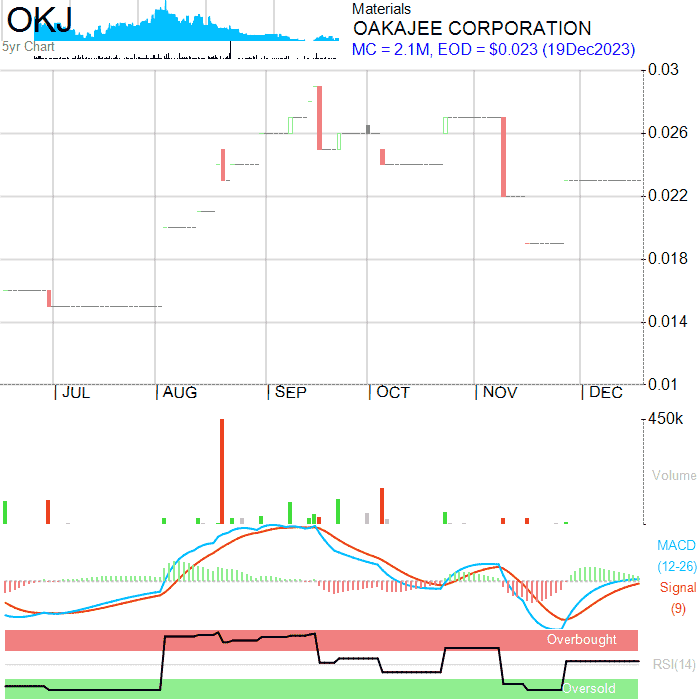 OKJ
5yr Chart
Materials
OAKAJEE CORPORATION
MC = 2.1M, EOD = $0.023 (19Dec2023)
0.03
0.026
0.022
0.018
0.014
0.01
JUL AUG SEP OCT NOV DEC
450k
Volume
MACD
(12-26)
Signal
(9)
Overbought
RSI(14)
Oversold